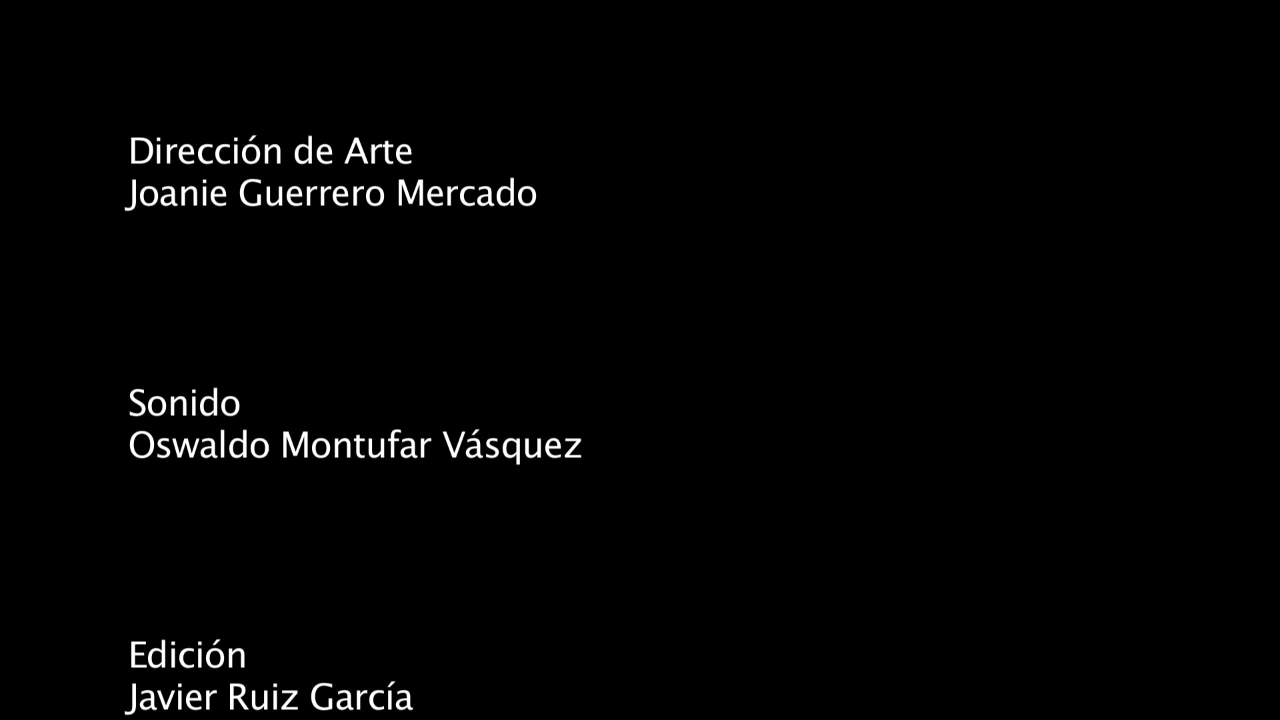 Dirección de Arte
Joanie Guerrero Mercado
Sonido
Oswaldo Montufar Vásquez
Edición
Javier Ruiz García